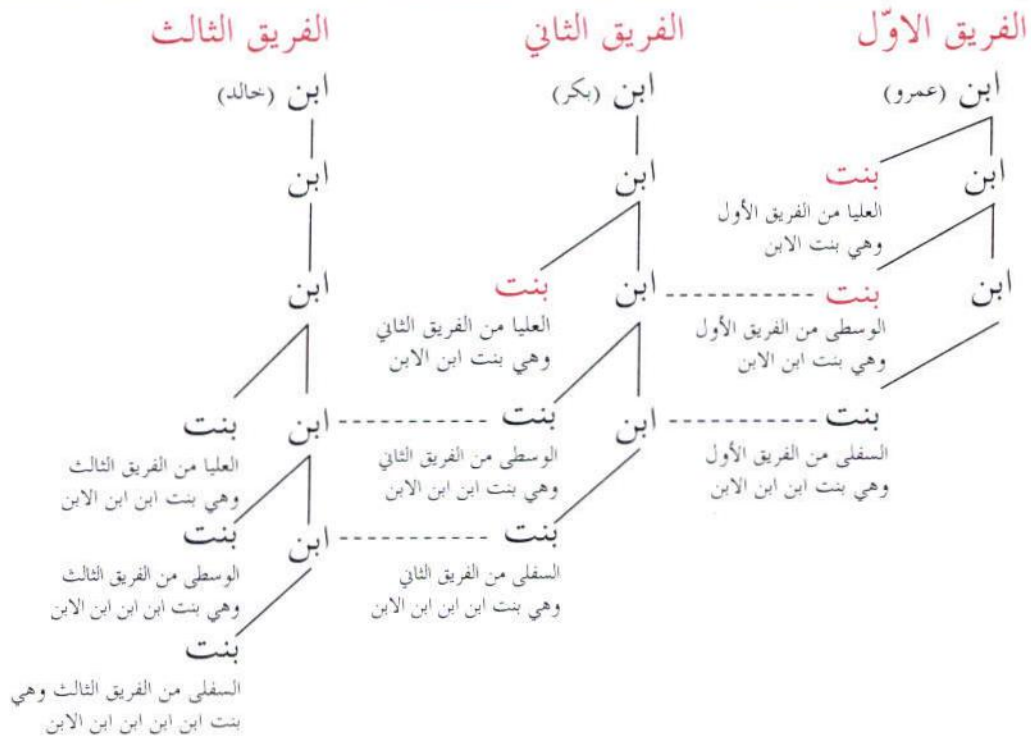 الفريق الاوّل
الفريق الثاني
الفريق الثالث
ابن (عمرو)
ابن (بكر)
ابن (خالد)
ابن
بنت
العليا من الفريق الأول
وهي بنت الابن
ابن
ابن
ابن
بنت
الوسطى من الفريق الأول
وهي بنت ابن الابن
ابن
بنت
العليا من الفريق الثاني
وهي بنت ابن الابن
ابن
بنت
السفلى من الفريق الأول
وهي بنت ابن ابن الابن
ابن
بنت
الوسطى من الفريق الثاني
وهي بنت ابن ابن الابن
ابن
بنت
العليا من الفريق الثالث
وهي بنت ابن ابن الابن
بنت
السفلى من الفريق الثاني
وهي بنت ابن ابن ابن الابن
ابن
بنت
الوسطى من الفريق الثالث
وهي بنت ابن ابن ابن الابن
بنت
السفلى من الفريق الثالث وهي
بنت ابن ابن ابن ابن الابن